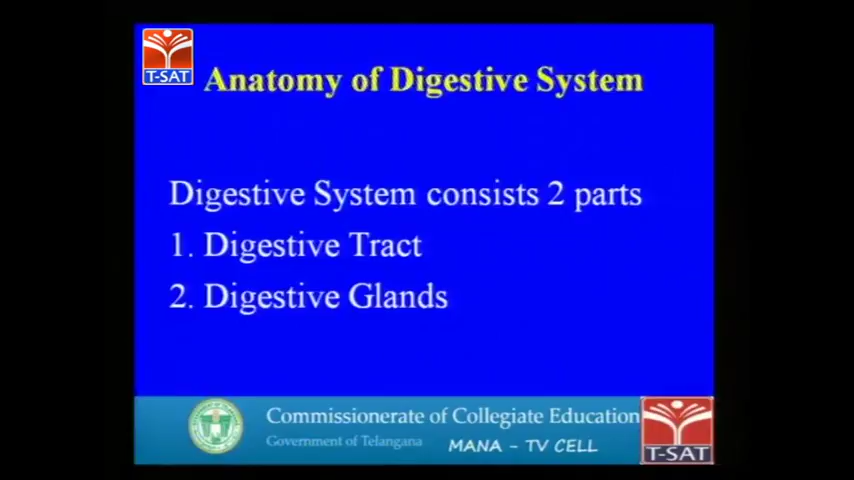 T-SAT
Anatomy of Digestive System
Digestive System consists 2 parts
1. Digestive Tract
2. Digestive Glands
Commissionerate of Collegiate Education
Government of Telangana
MANA - TV CELL
T-SAT